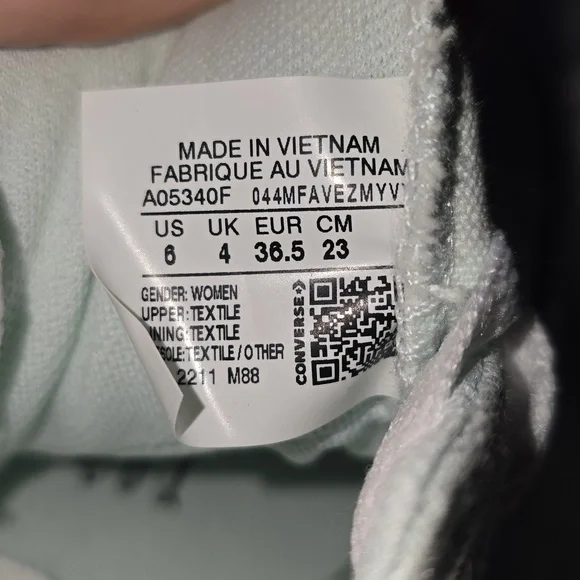 MADE IN VIETNAM
FABRIQUE AU VIETNAM
A05340F 044MFAVEZMYV
US UK EUR CM
6 4 36.5 23
GENDER: WOMEN
UPPER: TEXTILE
LINING: TEXTILE
SOLE: TEXTILE / OTHER
2211 M88
CONVERSE